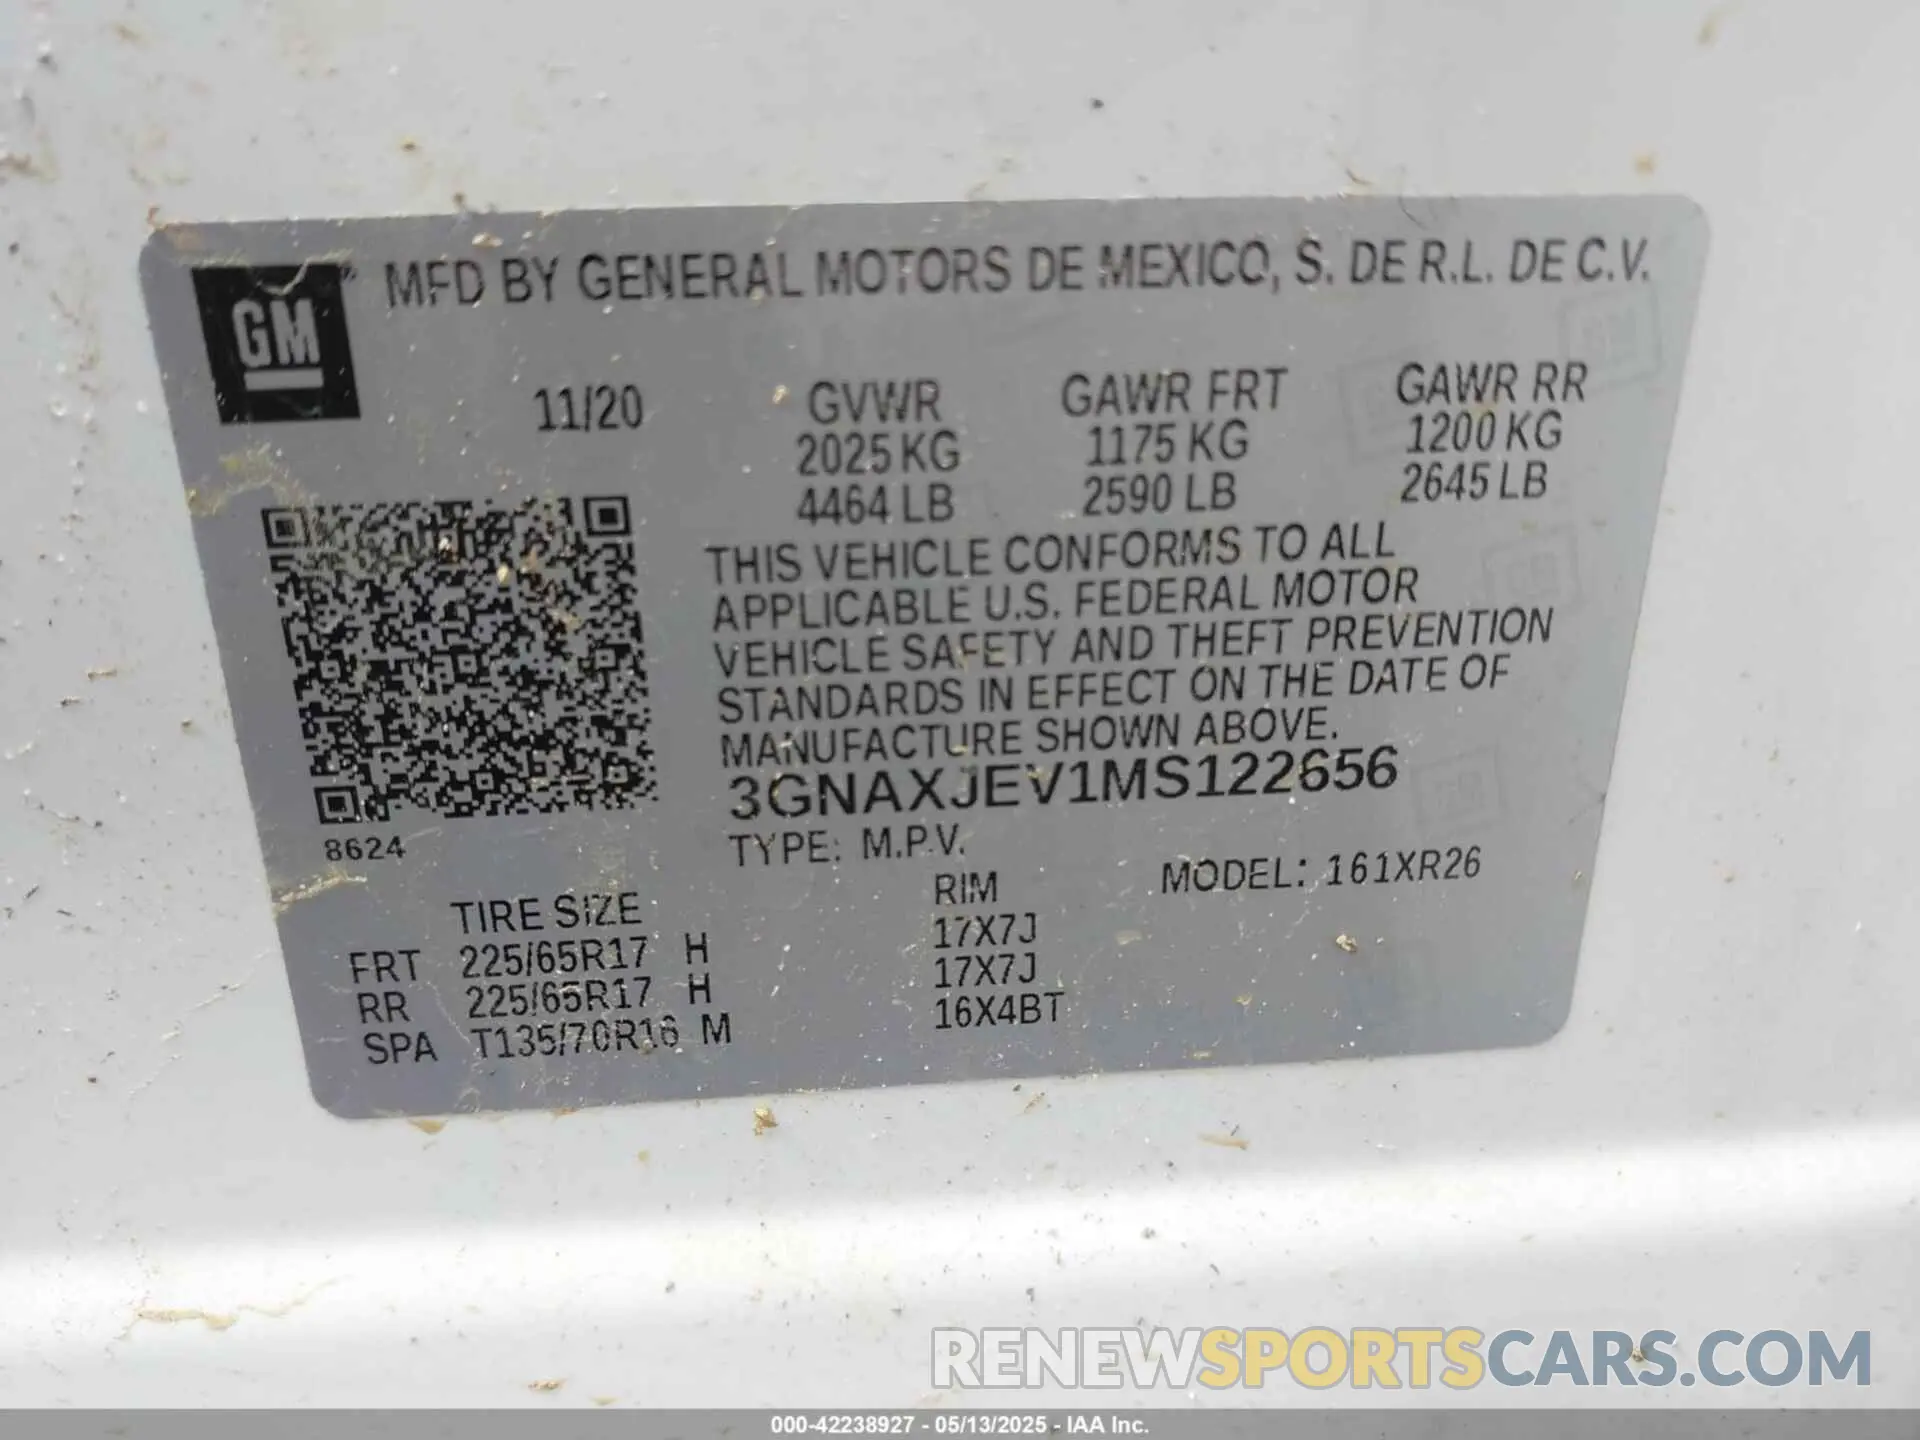 GM
MFD BY GENERAL MOTORS DE MEXICO, S. DE R.L. DE C.V.
11/20 GVWR GAWR FRT GAWR RR
2025 KG 1175 KG 1200 KG
4464 LB 2590 LB 2645 LB
THIS VEHICLE CONFORMS TO ALL
APPLICABLE U.S. FEDERAL MOTOR
VEHICLE SAFETY AND THEFT PREVENTION
STANDARDS IN EFFECT ON THE DATE OF
MANUFACTURE SHOWN ABOVE.
3GNAXJEV1MS122656
8624
TYPE: M.P.V.
MODEL: 161XR26
TIRE SIZE RIM
FRT 225/65R17 H 17X7J
RR 225/65R17 H 17X7J
SPA T135/70R16 M 16X4BT
RENEWSPORTSCARS.COM
000-42238927 - 05/13/2025 - IAA Inc.